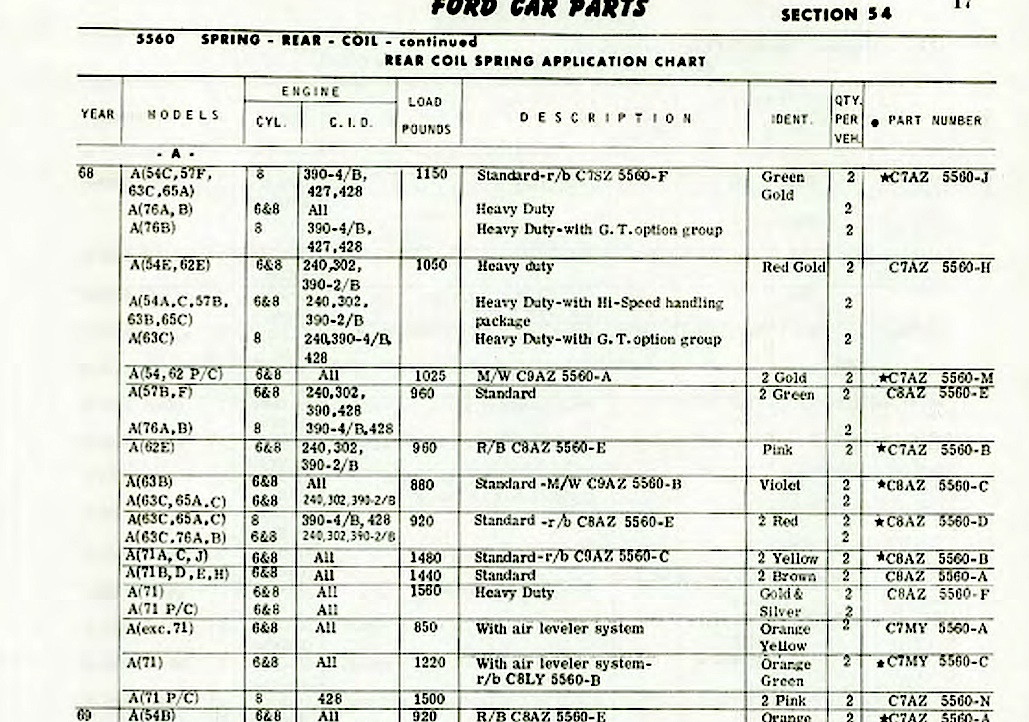 FORD CAR PARTS
SECTION 54
17
5560 SPRING - REAR - COIL - continued
REAR COIL SPRING APPLICATION CHART
YEAR MODELS ENGINE CYL. C.I.D. LOAD POUNDS DESCRIPTION IDENT. QTY. PER VEH. ● PART NUMBER
- A -
68 A(54C,57F, 8 390-4/B, 1150 Standard-r/b C7SZ 5560-F Green 2 ★C7AZ 5560-J
63C,65A) 427,428 Gold
A(76A,B) 6&8 All Heavy Duty 2
A(76B) 8 390-4/B, Heavy Duty-with G.T.option group 2
427,428
A(54E,62E) 6&8 240,302, 1050 Heavy duty Red Gold 2 C7AZ 5560-H
390-2/B
A(54A,C,57B, 6&8 240,302, Heavy Duty-with Hi-Speed handling 2
63B,65C) 390-2/B package
A(63C) 8 240,390-4/B, Heavy Duty-with G.T.option group 2
428
A(54,62 P/C) 6&8 All 1025 M/W C9AZ 5560-A 2 Gold 2 ★C7AZ 5560-M
A(57B,F) 6&8 240,302, 960 Standard 2 Green 2 C8AZ 5560-E
390,428
A(76A,B) 8 390-4/B,428 2
A(62E) 6&8 240,302, 960 R/B C8AZ 5560-E Pink 2 ★C7AZ 5560-B
390-2/B
A(63B) 6&8 All 880 Standard -M/W C9AZ 5560-B Violet 2 ★C8AZ 5560-C
A(63C,65A,C) 6&8 240,302,390-2/B 2
A(63C,65A,C) 8 390-4/B,428 920 Standard -r/b C8AZ 5560-E 2 Red 2 ★C8AZ 5560-D
A(63C,76A,B) 6&8 240,302,390-2/B 2
A(71A,C,J) 6&8 All 1480 Standard-r/b C9AZ 5560-C 2 Yellow 2 ★C8AZ 5560-B
A(71B,D,E,H) 6&8 All 1440 Standard 2 Brown 2 C8AZ 5560-A
A(71) 6&8 All 1560 Heavy Duty Gold & 2 C8AZ 5560-F
A(71 P/C) 6&8 All Silver 2
A(exc.71) 6&8 All 850 With air leveler system Orange 2 C7MY 5560-A
Yellow
A(71) 6&8 All 1220 With air leveler system- Orange 2 ★C7MY 5560-C
r/b C8LY 5560-B Green
A(71 P/C) 8 428 1500 2 Pink 2 C7AZ 5560-N
69 A(54B) 6&8 All 920 R/B C8AZ 5560-E Orange 2 ★C7AZ 5560-A